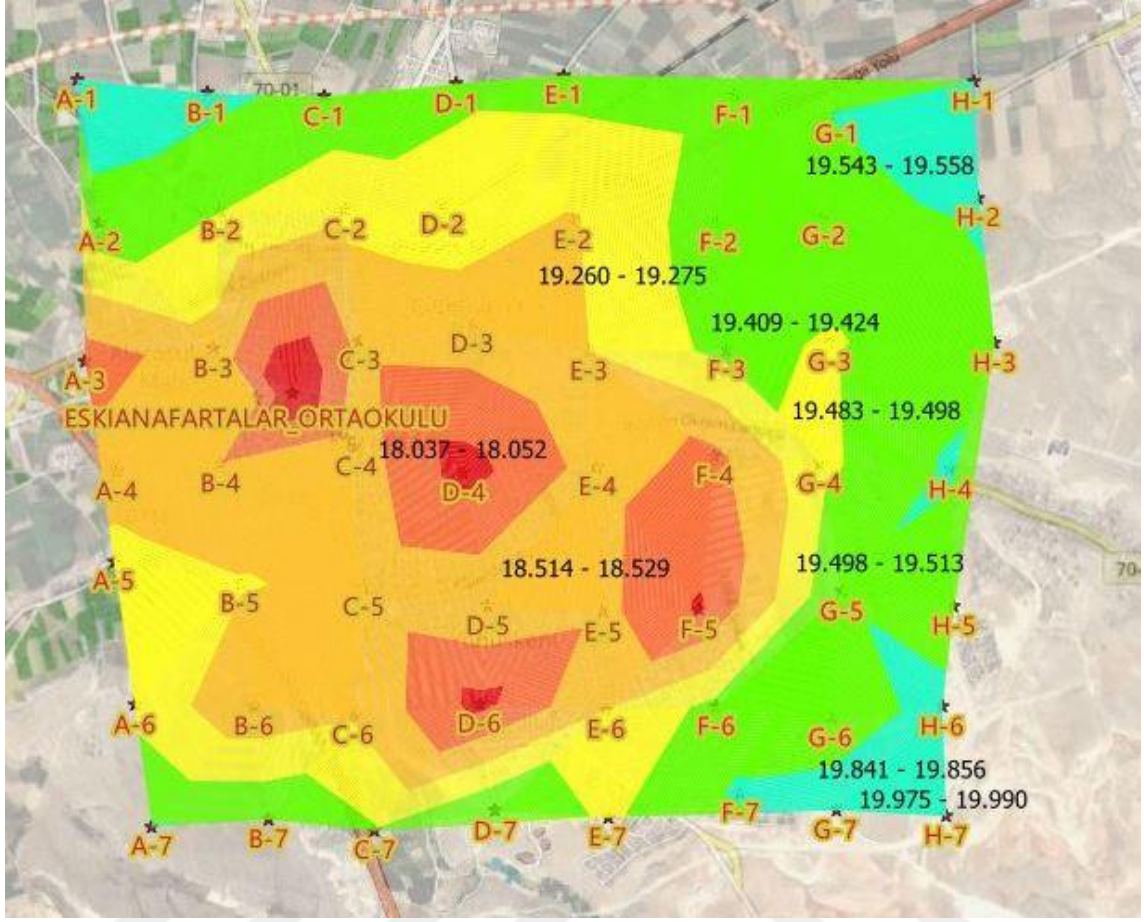 70-01
A-1
B-1
C-1
D-1
E-1
F-1
G-1
H-1
19.543 - 19.558
A-2
B-2
C-2
D-2
E-2
F-2
G-2
H-2
19.260 - 19.275
19.409 - 19.424
A-3
B-3
C-3
D-3
E-3
F-3
G-3
H-3
ESKIANAFARTALAR_ORTAOKULU
19.483 - 19.498
18.037 - 18.052
A-4
B-4
C-4
D-4
E-4
F-4
G-4
H-4
18.514 - 18.529
19.498 - 19.513
70-
A-5
B-5
C-5
D-5
E-5
F-5
G-5
H-5
A-6
B-6
C-6
D-6
E-6
F-6
G-6
H-6
19.841 - 19.856
19.975 - 19.990
A-7
B-7
C-7
D-7
E-7
F-7
G-7
H-7